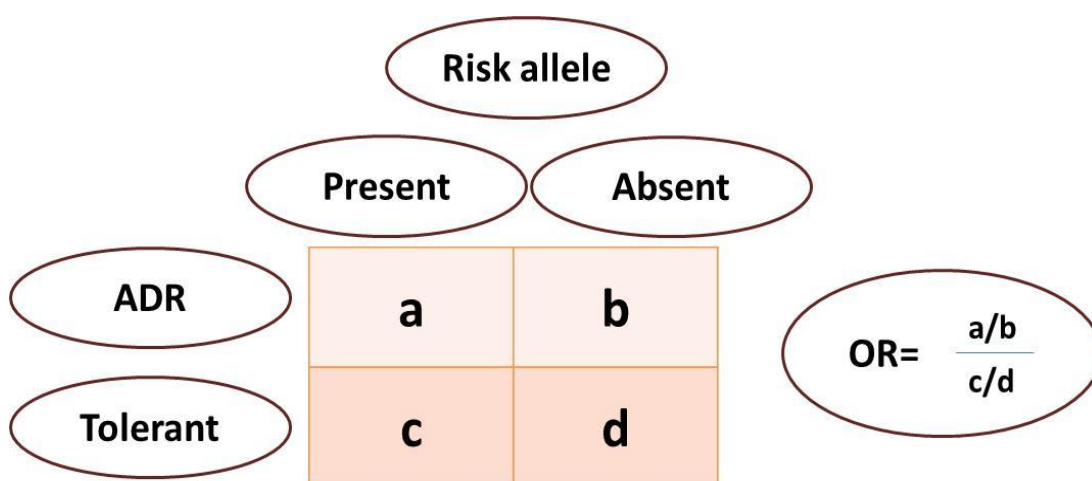 Risk allele
Present
Absent
ADR
a
b
OR=
a/b
c/d
Tolerant
c
d